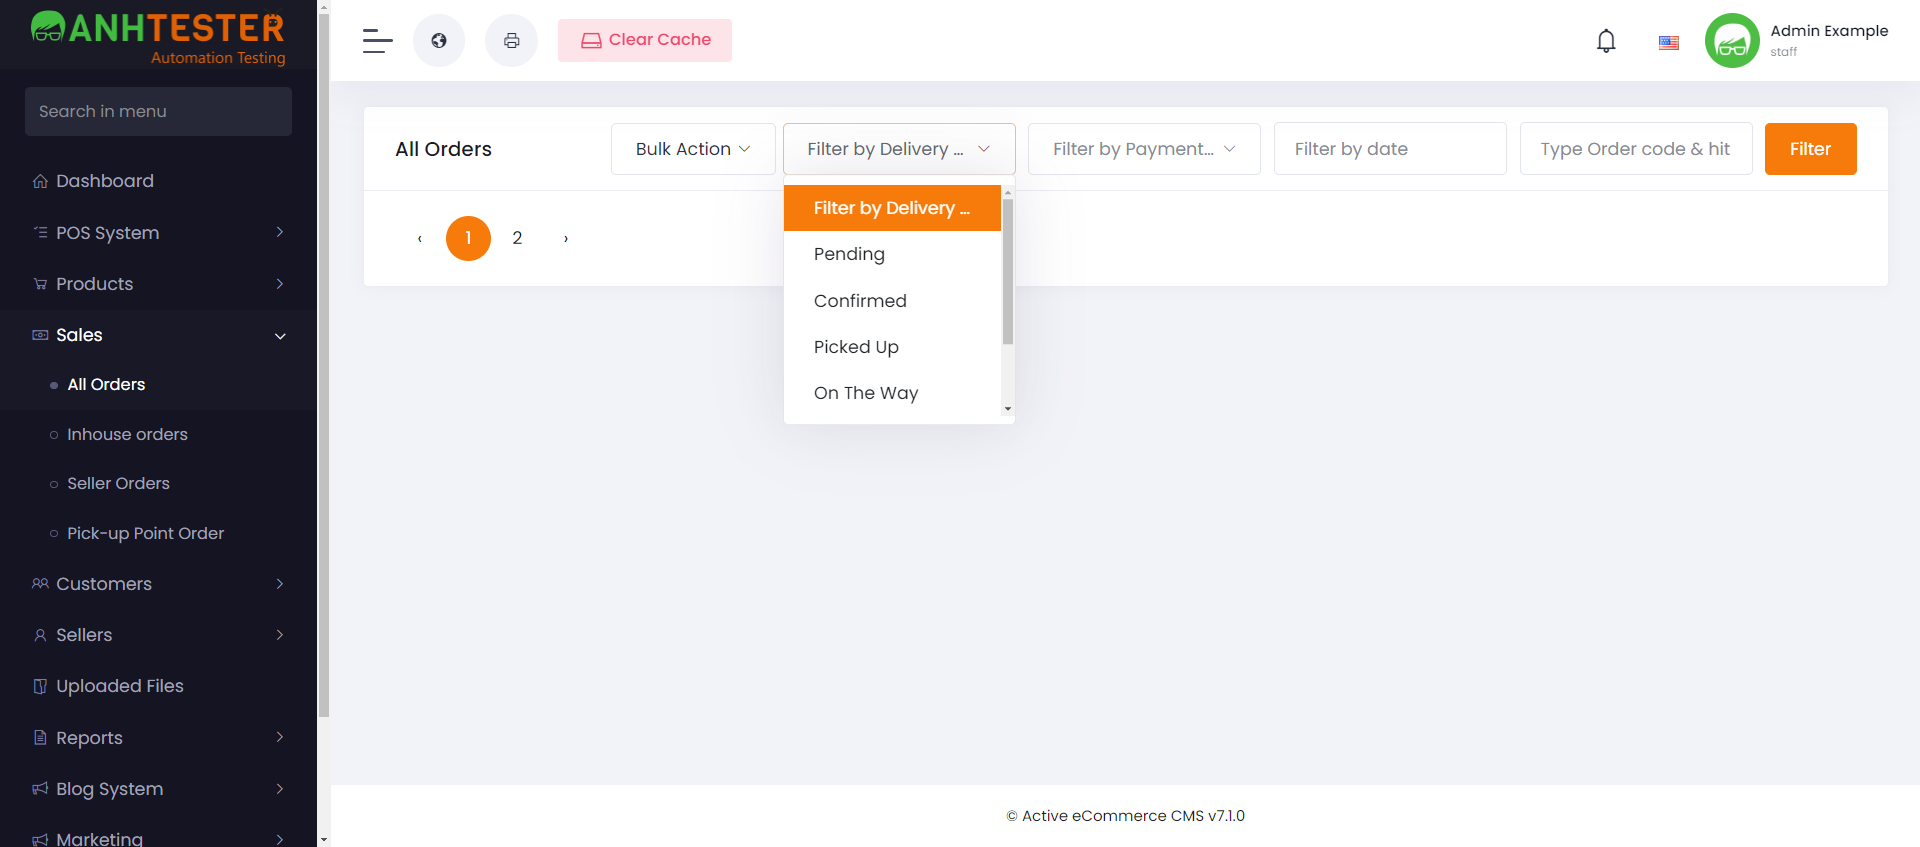 ANHTESTER
Automation Testing
Search in menu
Dashboard
POS System
Products
Sales
All Orders
Inhouse orders
Seller Orders
Pick-up Point Order
Customers
Sellers
Uploaded Files
Reports
Blog System
Marketing
Clear Cache
Admin Example
staff
All Orders
Bulk Action
Filter by Delivery ...
Filter by Payment...
Filter by date
Type Order code & hit
Filter
Filter by Delivery ...
Pending
Confirmed
Picked Up
On The Way
‹ 1 2 ›
© Active eCommerce CMS v7.1.0